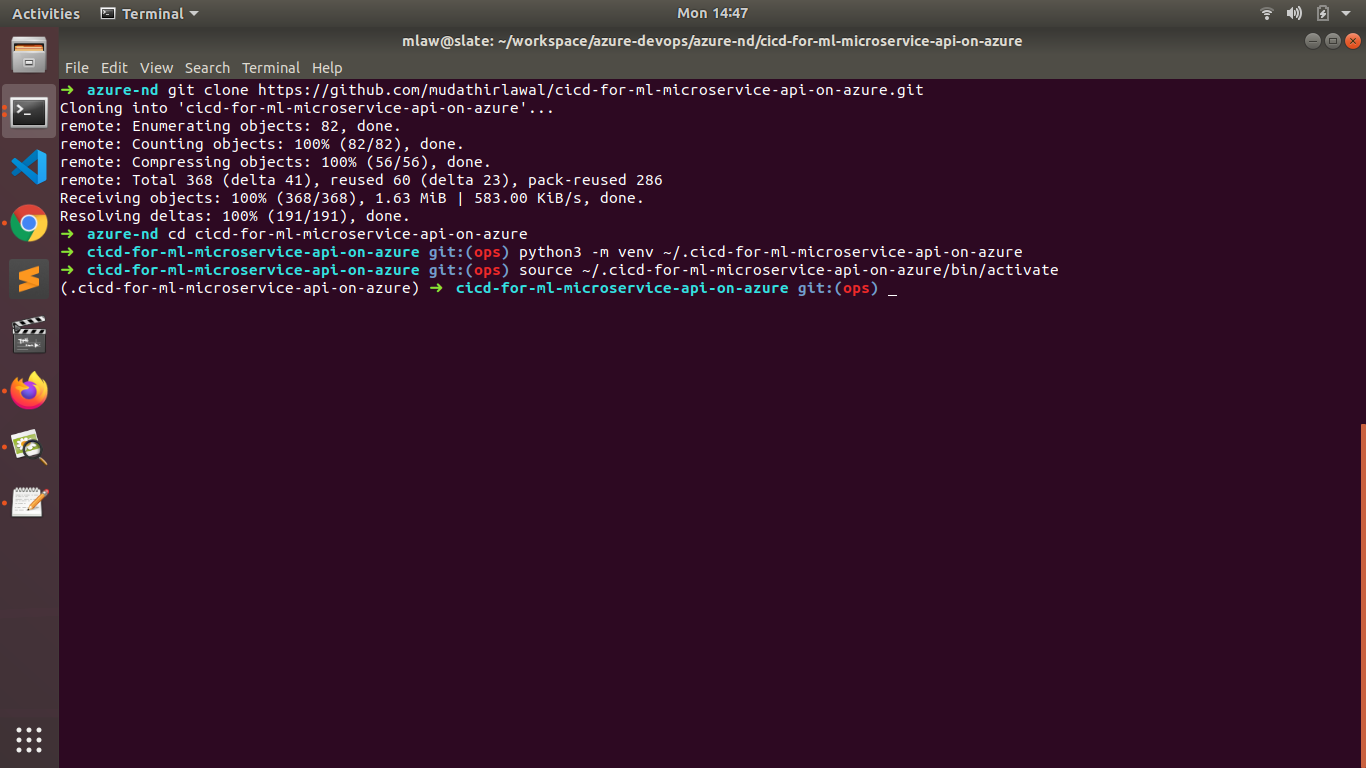 Activities Terminal Mon 14:47
mlaw@slate: ~/workspace/azure-devops/azure-nd/cicd-for-ml-microservice-api-on-azure
File Edit View Search Terminal Help
➜ azure-nd git clone https://github.com/mudathirlawal/cicd-for-ml-microservice-api-on-azure.git
Cloning into 'cicd-for-ml-microservice-api-on-azure'...
remote: Enumerating objects: 82, done.
remote: Counting objects: 100% (82/82), done.
remote: Compressing objects: 100% (56/56), done.
remote: Total 368 (delta 41), reused 60 (delta 23), pack-reused 286
Receiving objects: 100% (368/368), 1.63 MiB | 583.00 KiB/s, done.
Resolving deltas: 100% (191/191), done.
➜ azure-nd cd cicd-for-ml-microservice-api-on-azure
➜ cicd-for-ml-microservice-api-on-azure git:(ops) python3 -m venv ~/.cicd-for-ml-microservice-api-on-azure
➜ cicd-for-ml-microservice-api-on-azure git:(ops) source ~/.cicd-for-ml-microservice-api-on-azure/bin/activate
(.cicd-for-ml-microservice-api-on-azure) ➜ cicd-for-ml-microservice-api-on-azure git:(ops) _